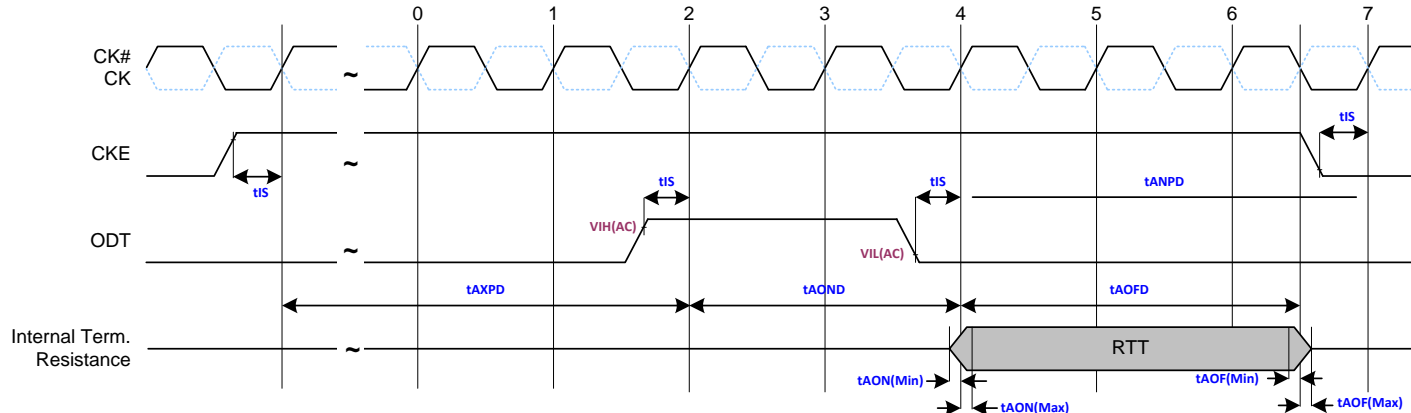 0 1 2 3 4 5 6 7
CK#
CK
~
tIS
CKE
~
tIS
tIS
tIS
tANPD
VIH(AC)
ODT
~
VIL(AC)
tAXPD
tAOND
tAOFD
Internal Term.
Resistance
~
RTT
tAON(Min)
tAOF(Min)
tAON(Max)
tAOF(Max)